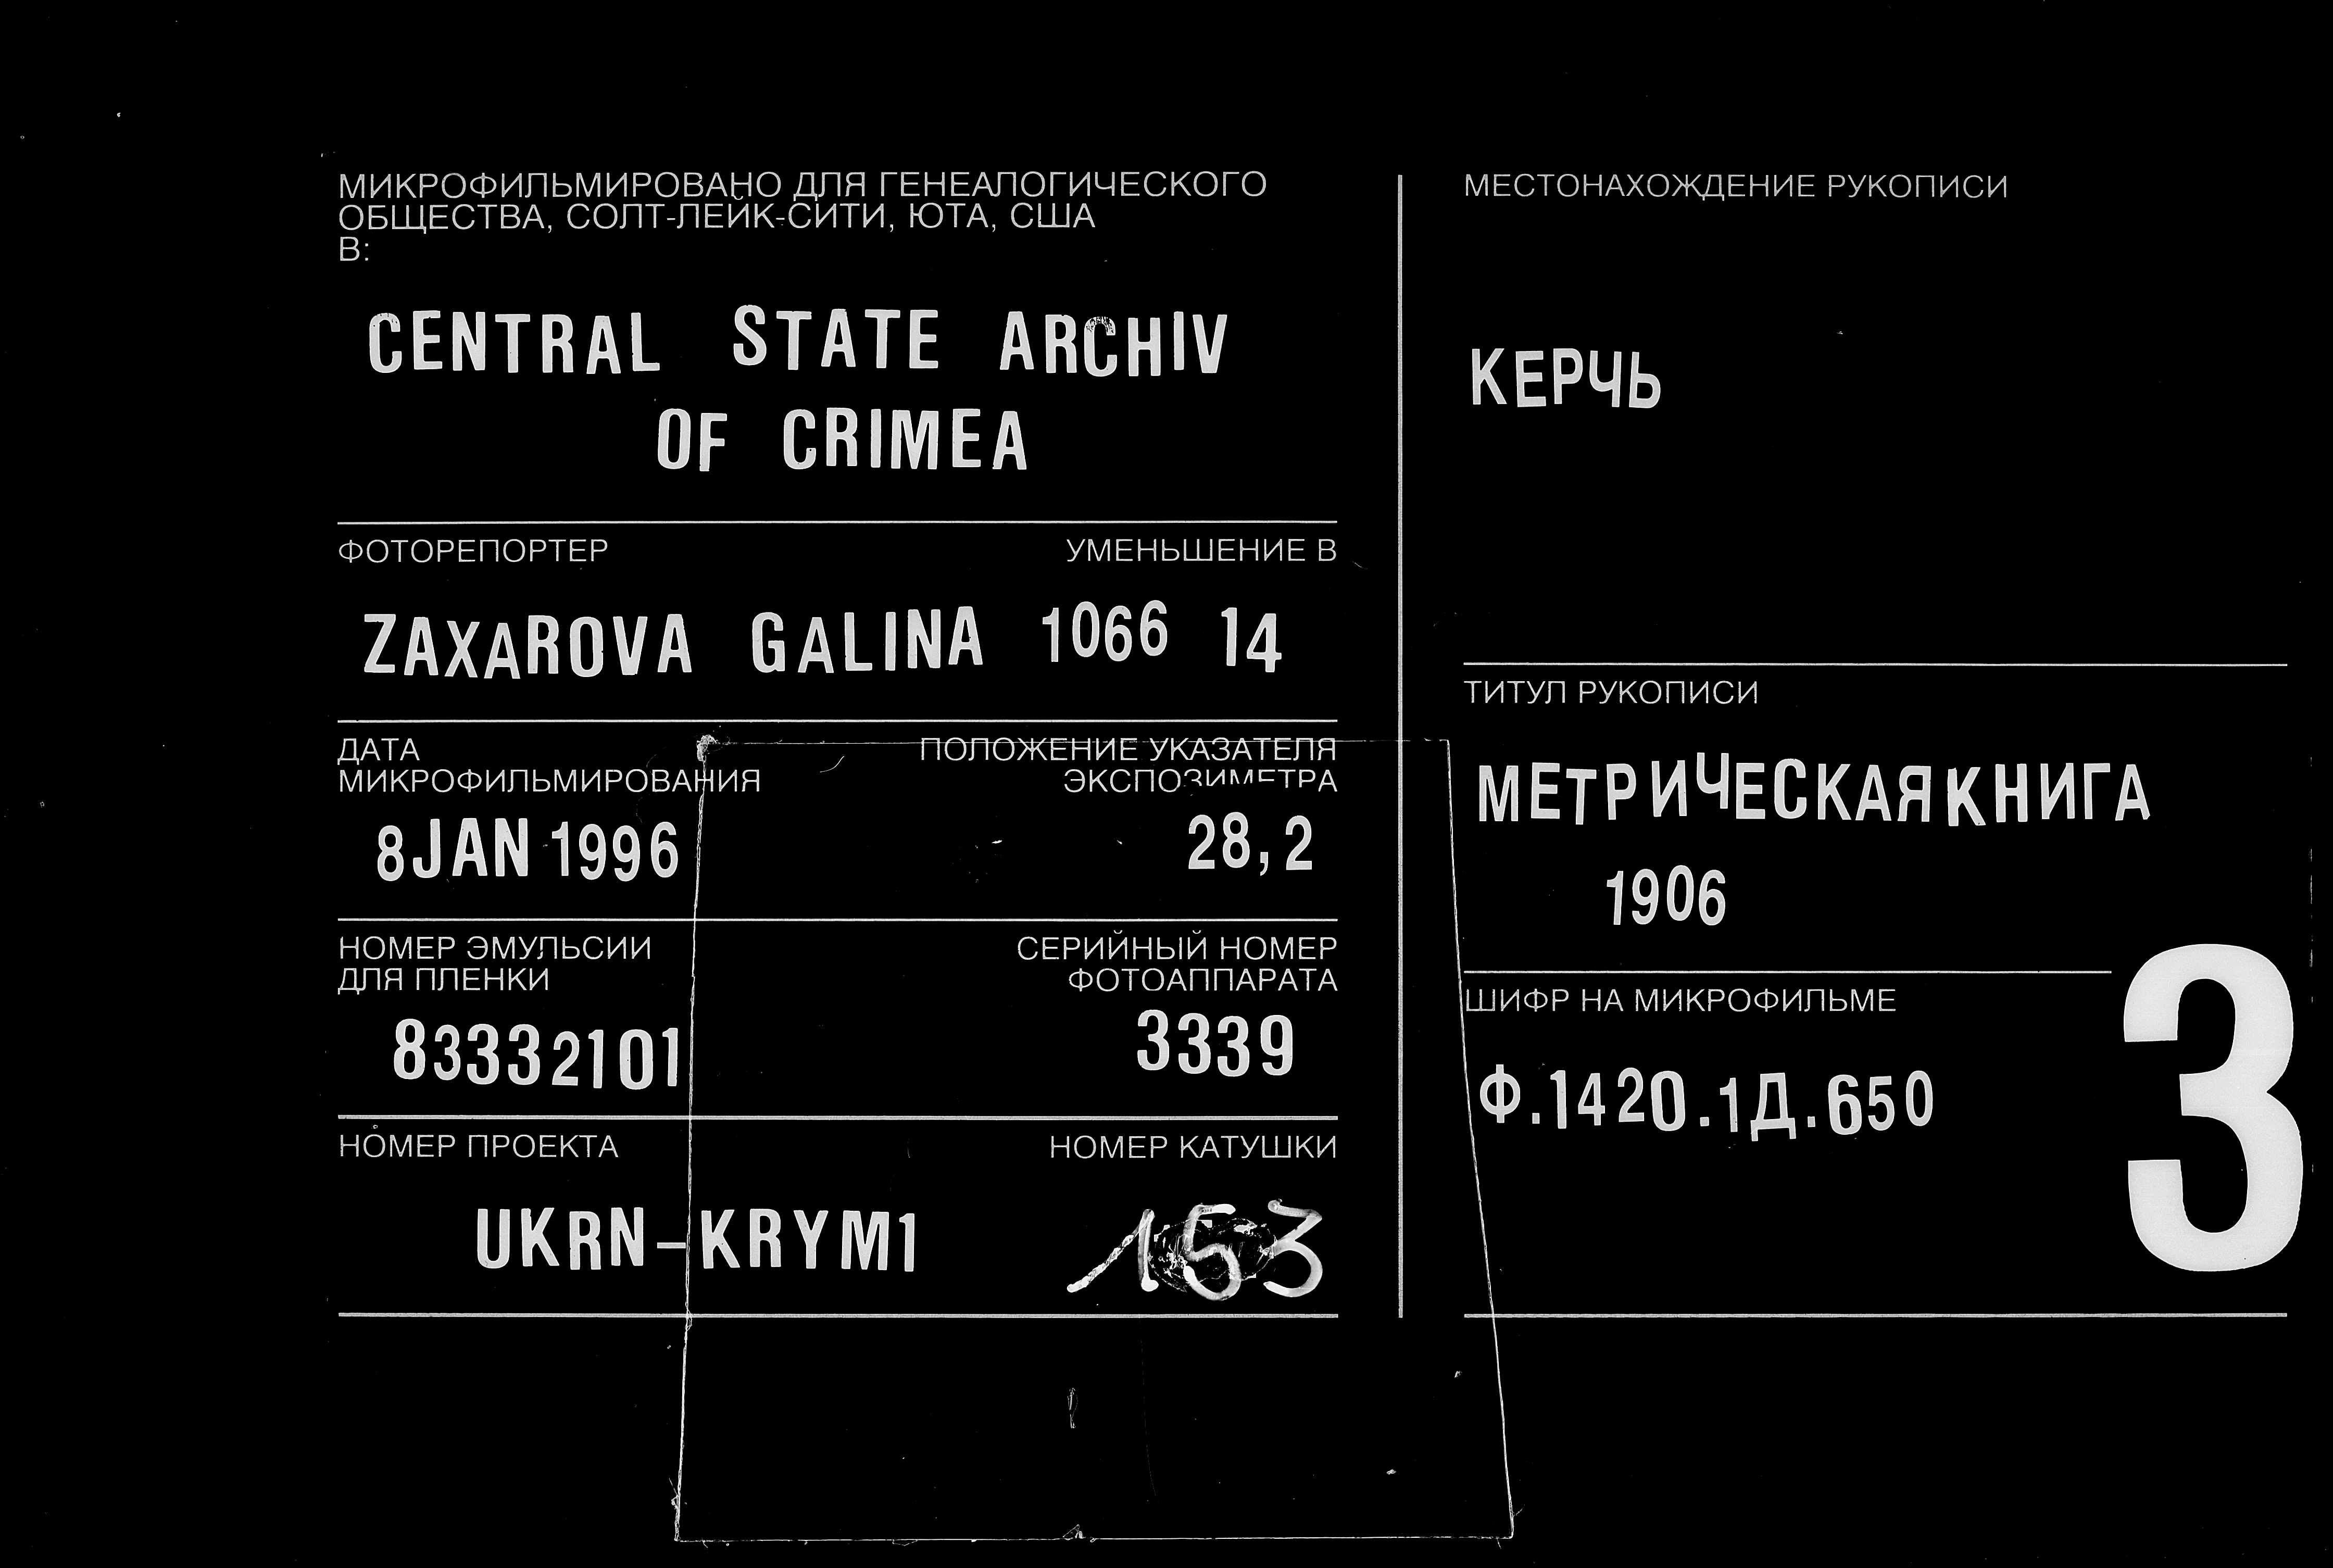 МИКРОФИЛЬМИРОВАНО ДЛЯ ГЕНЕАЛОГИЧЕСКОГО
ОБЩЕСТВА, СОЛТ-ЛЕЙК-СИТИ, ЮТА, США
В:
CENTRAL STATE ARCHIV
OF CRIMEA
ФОТОРЕПОРТЕР УМЕНЬШЕНИЕ В
ZAXAROVA GALINA 1066 14
ДАТА ПОЛОЖЕНИЕ УКАЗАТЕЛЯ
МИКРОФИЛЬМИРОВАНИЯ ЭКСПОЗИМЕТРА
8 JAN 1996 28,2
НОМЕР ЭМУЛЬСИИ СЕРИЙНЫЙ НОМЕР
ДЛЯ ПЛЕНКИ ФОТОАППАРАТА
83332101 3339
НОМЕР ПРОЕКТА НОМЕР КАТУШКИ
UKRN-KRYM1 153
МЕСТОНАХОЖДЕНИЕ РУКОПИСИ
КЕРЧЬ
ТИТУЛ РУКОПИСИ
МЕТРИЧЕСКАЯ КНИГА
1906
ШИФР НА МИКРОФИЛЬМЕ
Ф.1420.1Д.650
3